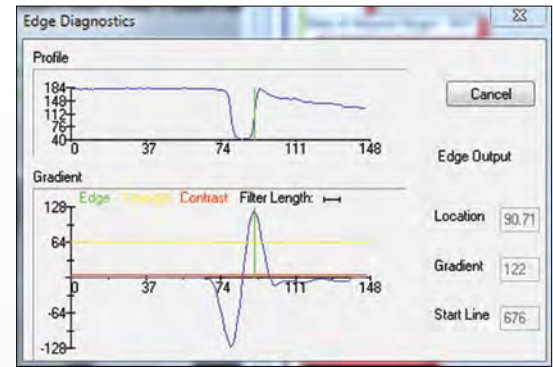 Edge Diagnostics
Profile
184
148
112
76
40
0 37 74 111 148
Cancel
Edge Output
Gradient
Edge Strength Contrast Filter Length:
128
64
0 37 74 111 148
-64
-128
Location 90.71
Gradient 122
Start Line 676